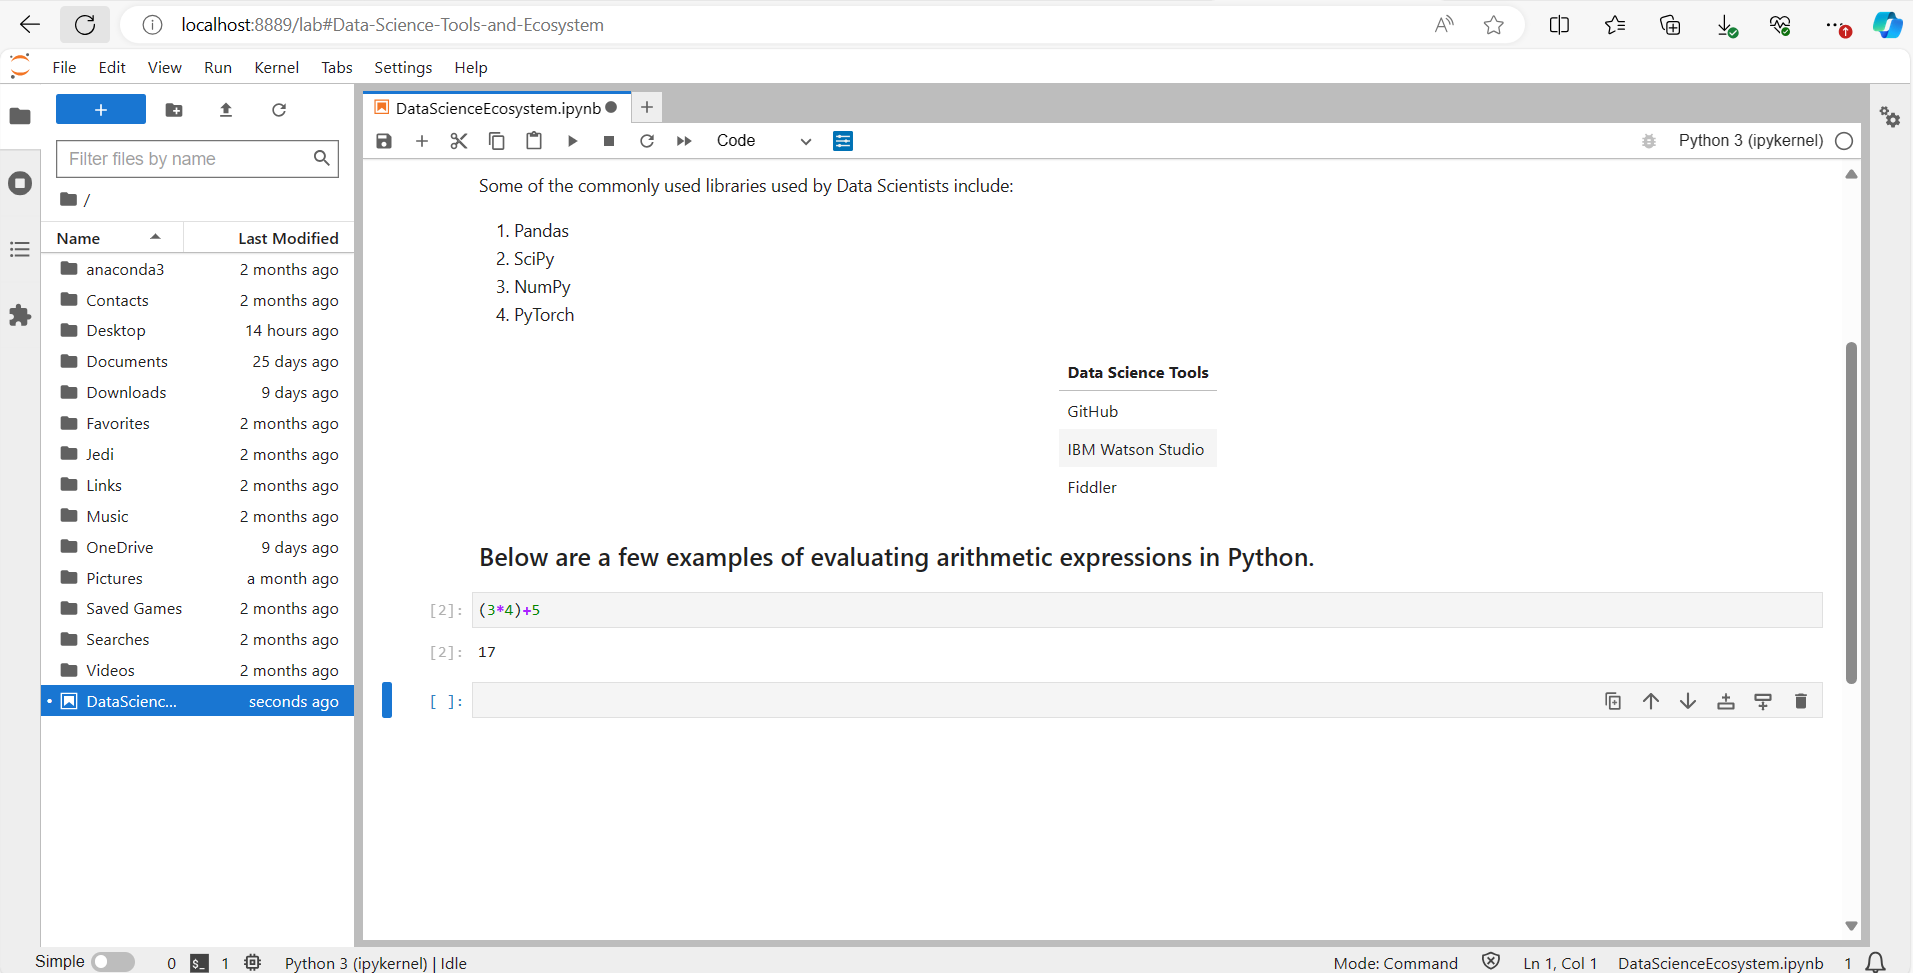 localhost:8889/lab#Data-Science-Tools-and-Ecosystem
File Edit View Run Kernel Tabs Settings Help
+
DataScienceEcosystem.ipynb
+
Code
Python 3 (ipykernel)
Filter files by name
/
Name Last Modified
anaconda3 2 months ago
Contacts 2 months ago
Desktop 14 hours ago
Documents 25 days ago
Downloads 9 days ago
Favorites 2 months ago
Jedi 2 months ago
Links 2 months ago
Music 2 months ago
OneDrive 9 days ago
Pictures a month ago
Saved Games 2 months ago
Searches 2 months ago
Videos 2 months ago
DataScienc... seconds ago
Some of the commonly used libraries used by Data Scientists include:
1. Pandas
2. SciPy
3. NumPy
4. PyTorch
Data Science Tools
GitHub
IBM Watson Studio
Fiddler
Below are a few examples of evaluating arithmetic expressions in Python.
[2]: (3*4)+5
[2]: 17
[ ]:
Simple 0 $_ 1 Python 3 (ipykernel) | Idle Mode: Command Ln 1, Col 1 DataScienceEcosystem.ipynb 1